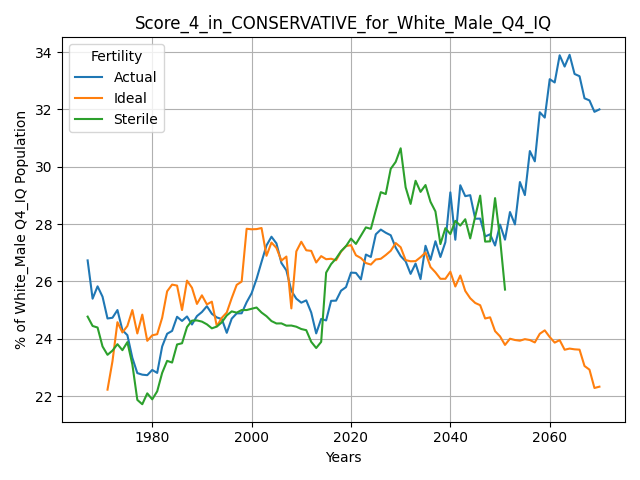 Score_4_in_CONSERVATIVE_for_White_Male_Q4_IQ
Fertility
Actual
Ideal
Sterile
% of White_Male Q4_IQ Population
34
32
30
28
26
24
22
1980
2000
2020
2040
2060
Years